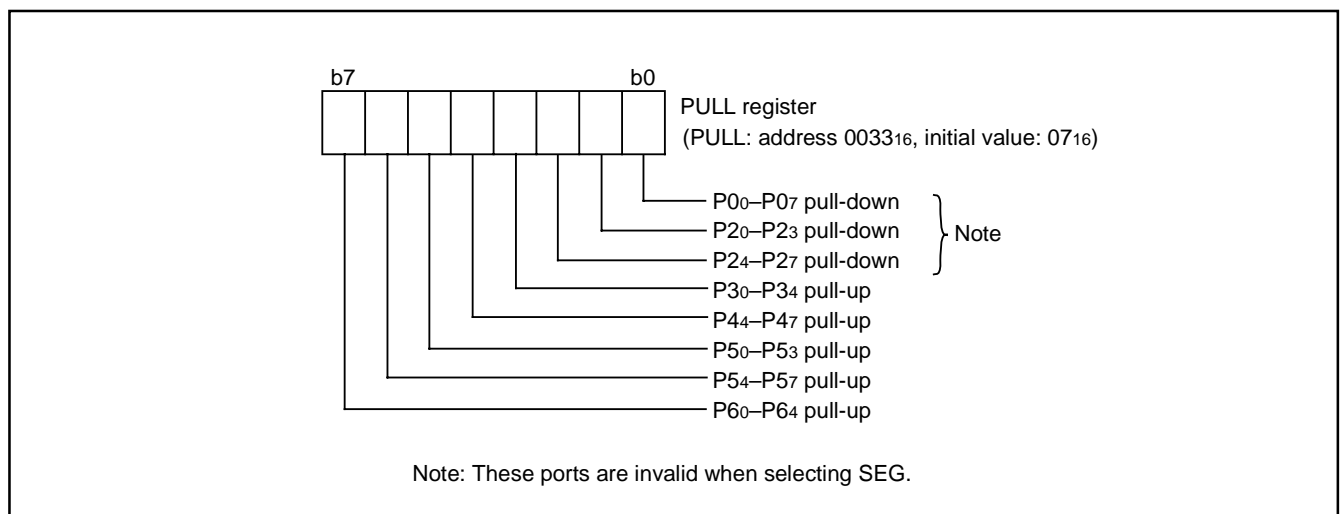 b7 b0
PULL register
(PULL: address 003316, initial value: 0716)
P00–P07 pull-down
P20–P23 pull-down
Note
P24–P27 pull-down
P30–P34 pull-up
P44–P47 pull-up
P50–P53 pull-up
P54–P57 pull-up
P60–P64 pull-up
Note: These ports are invalid when selecting SEG.